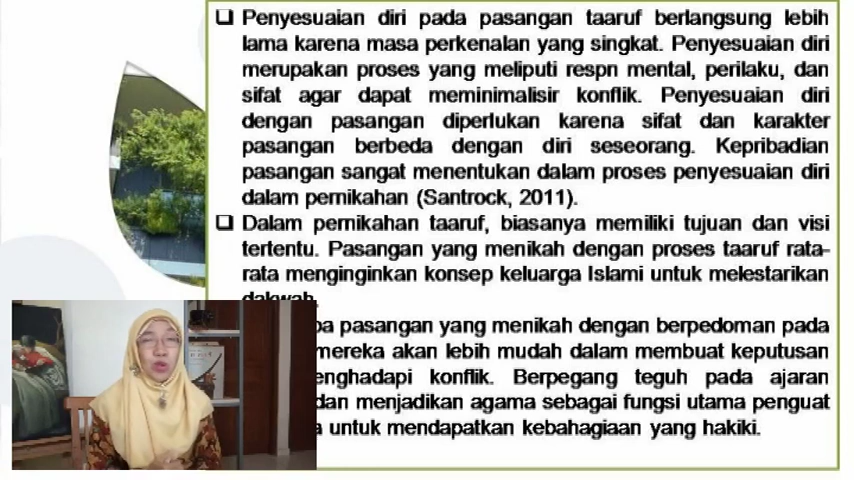 ❑ Penyesuaian diri pada pasangan taaruf berlangsung lebih
lama karena masa perkenalan yang singkat. Penyesuaian diri
merupakan proses yang meliputi respn mental, perilaku, dan
sifat agar dapat meminimalisir konflik. Penyesuaian diri
dengan pasangan diperlukan karena sifat dan karakter
pasangan berbeda dengan diri seseorang. Kepribadian
pasangan sangat menentukan dalam proses penyesuaian diri
dalam pernikahan (Santrock, 2011).
❑ Dalam pernikahan taaruf, biasanya memiliki tujuan dan visi
tertentu. Pasangan yang menikah dengan proses taaruf rata-
rata menginginkan konsep keluarga Islami untuk melestarikan
dakwah.
pasangan yang menikah dengan berpedoman pada
mereka akan lebih mudah dalam membuat keputusan
konflik. Berpegang teguh pada ajaran
dan menjadikan agama sebagai fungsi utama penguat
untuk mendapatkan kebahagiaan yang hakiki.